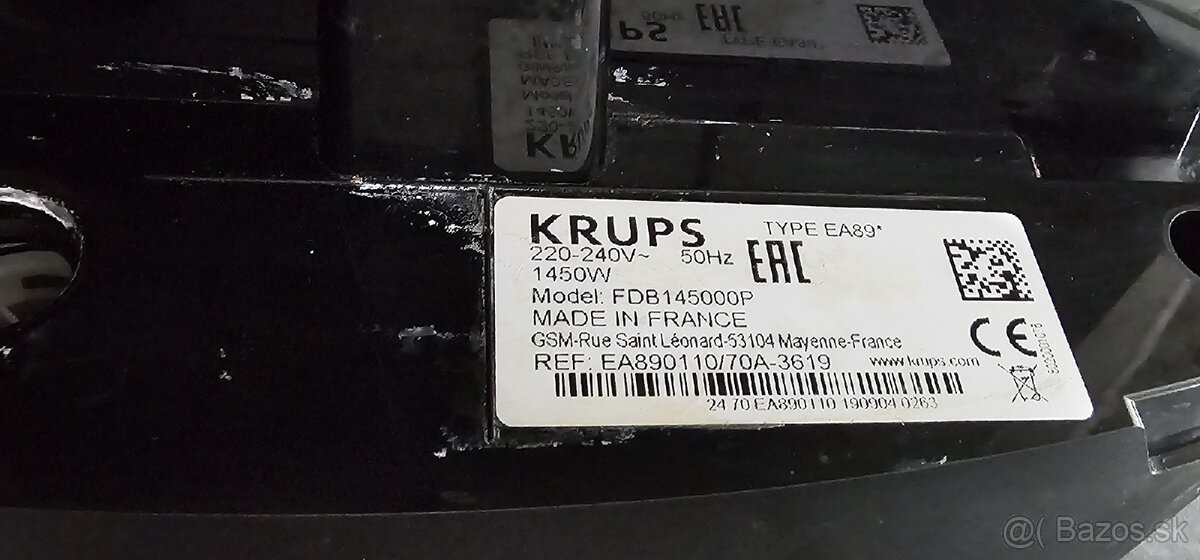 KRUPS TYPE EA89*
220-240V~ 50Hz EAC
1450W
Model: FDB145000P
MADE IN FRANCE
GSM-Rue Saint Léonard-53104 Mayenne-France
CE
REF: EA890110/70A-3619 www.krups.com
24 70 EA890110 190904 0263
@( Bazos.sk